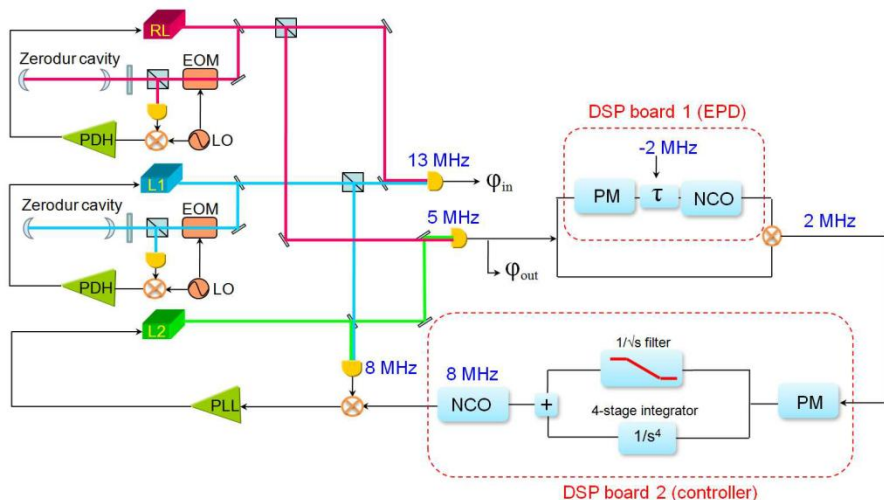 RL
Zerodur cavity
EOM
PDH
LO
L1
Zerodur cavity
EOM
PDH
LO
L2
PLL
13 MHz
φin
5 MHz
φout
8 MHz
DSP board 1 (EPD)
-2 MHz
PM
τ
NCO
2 MHz
1/√s filter
8 MHz
NCO
+
4-stage integrator
1/s⁴
PM
DSP board 2 (controller)